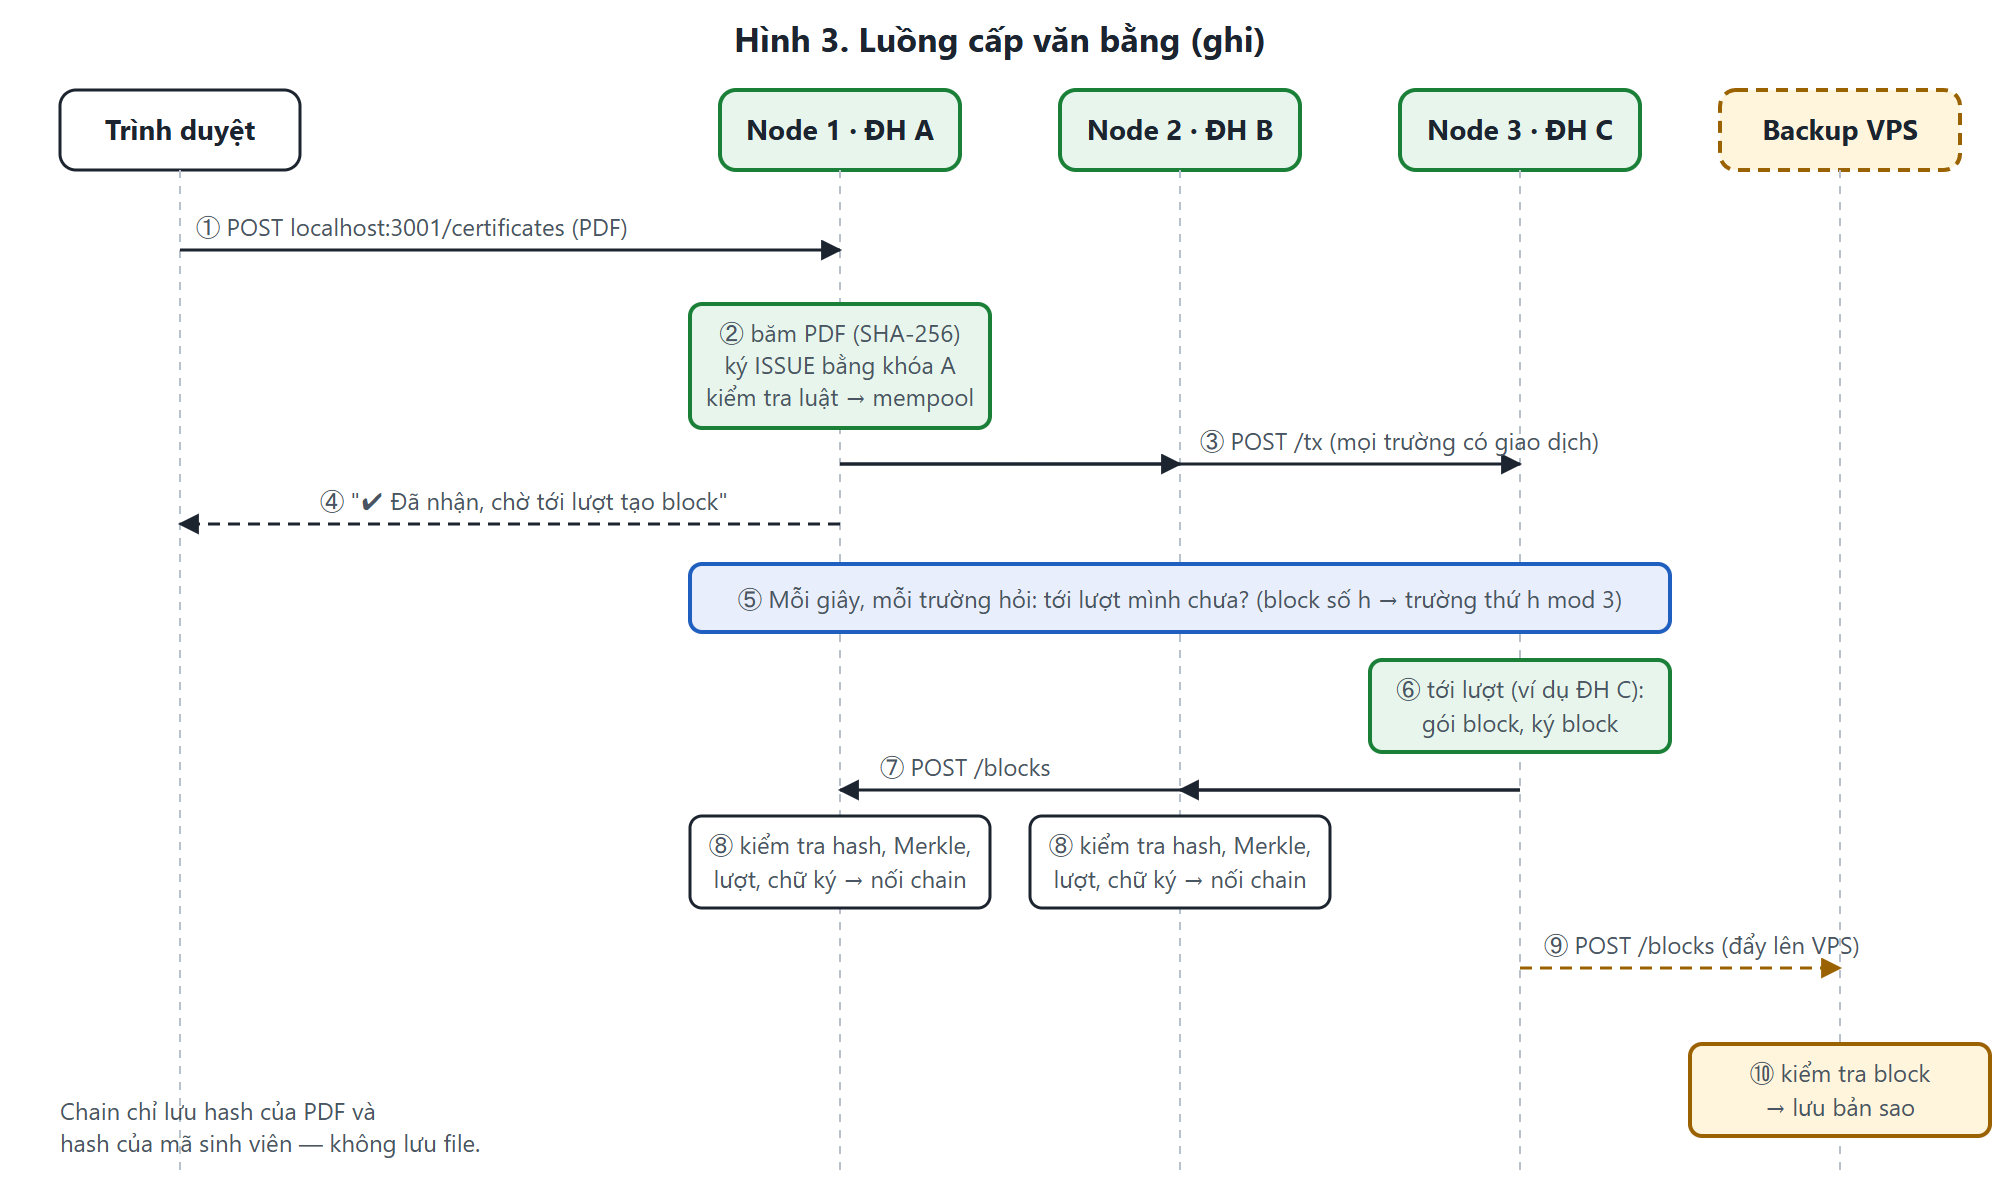 Hình 3. Luồng cấp văn bằng (ghi)
Trình duyệt
Node 1 · ĐH A
Node 2 · ĐH B
Node 3 · ĐH C
Backup VPS
① POST localhost:3001/certificates (PDF)
② băm PDF (SHA-256)
ký ISSUE bằng khóa A
kiểm tra luật → mempool
③ POST /tx (mọi trường có giao dịch)
④ "✔ Đã nhận, chờ tới lượt tạo block"
⑤ Mỗi giây, mỗi trường hỏi: tới lượt mình chưa? (block số h → trường thứ h mod 3)
⑥ tới lượt (ví dụ ĐH C):
gói block, ký block
⑦ POST /blocks
⑧ kiểm tra hash, Merkle,
lượt, chữ ký → nối chain
⑧ kiểm tra hash, Merkle,
lượt, chữ ký → nối chain
⑨ POST /blocks (đẩy lên VPS)
⑩ kiểm tra block
→ lưu bản sao
Chain chỉ lưu hash của PDF và
hash của mã sinh viên — không lưu file.